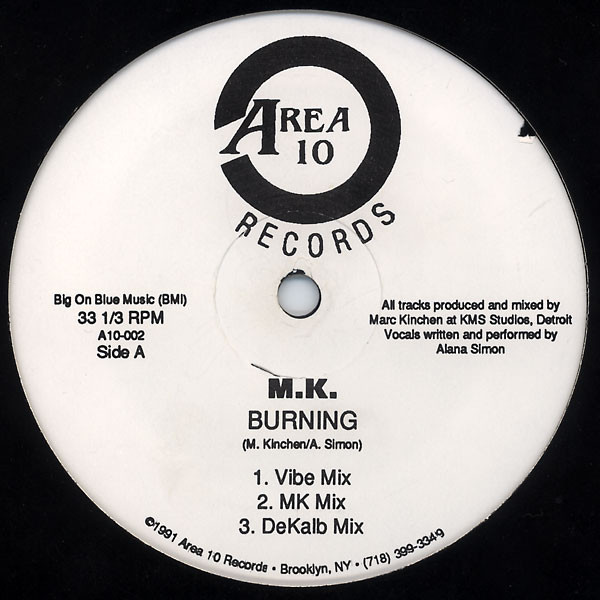 AREA
10
RECORDS
Big On Blue Music (BMI)
33 1/3 RPM
A10-002
Side A
All tracks produced and mixed by
Marc Kinchen at KMS Studios, Detroit
Vocals written and performed by
Alana Simon
M.K.
BURNING
(M. Kinchen/A. Simon)
1. Vibe Mix
2. MK Mix
3. DeKalb Mix
©1991 Area 10 Records • Brooklyn, NY • (718) 399-3349